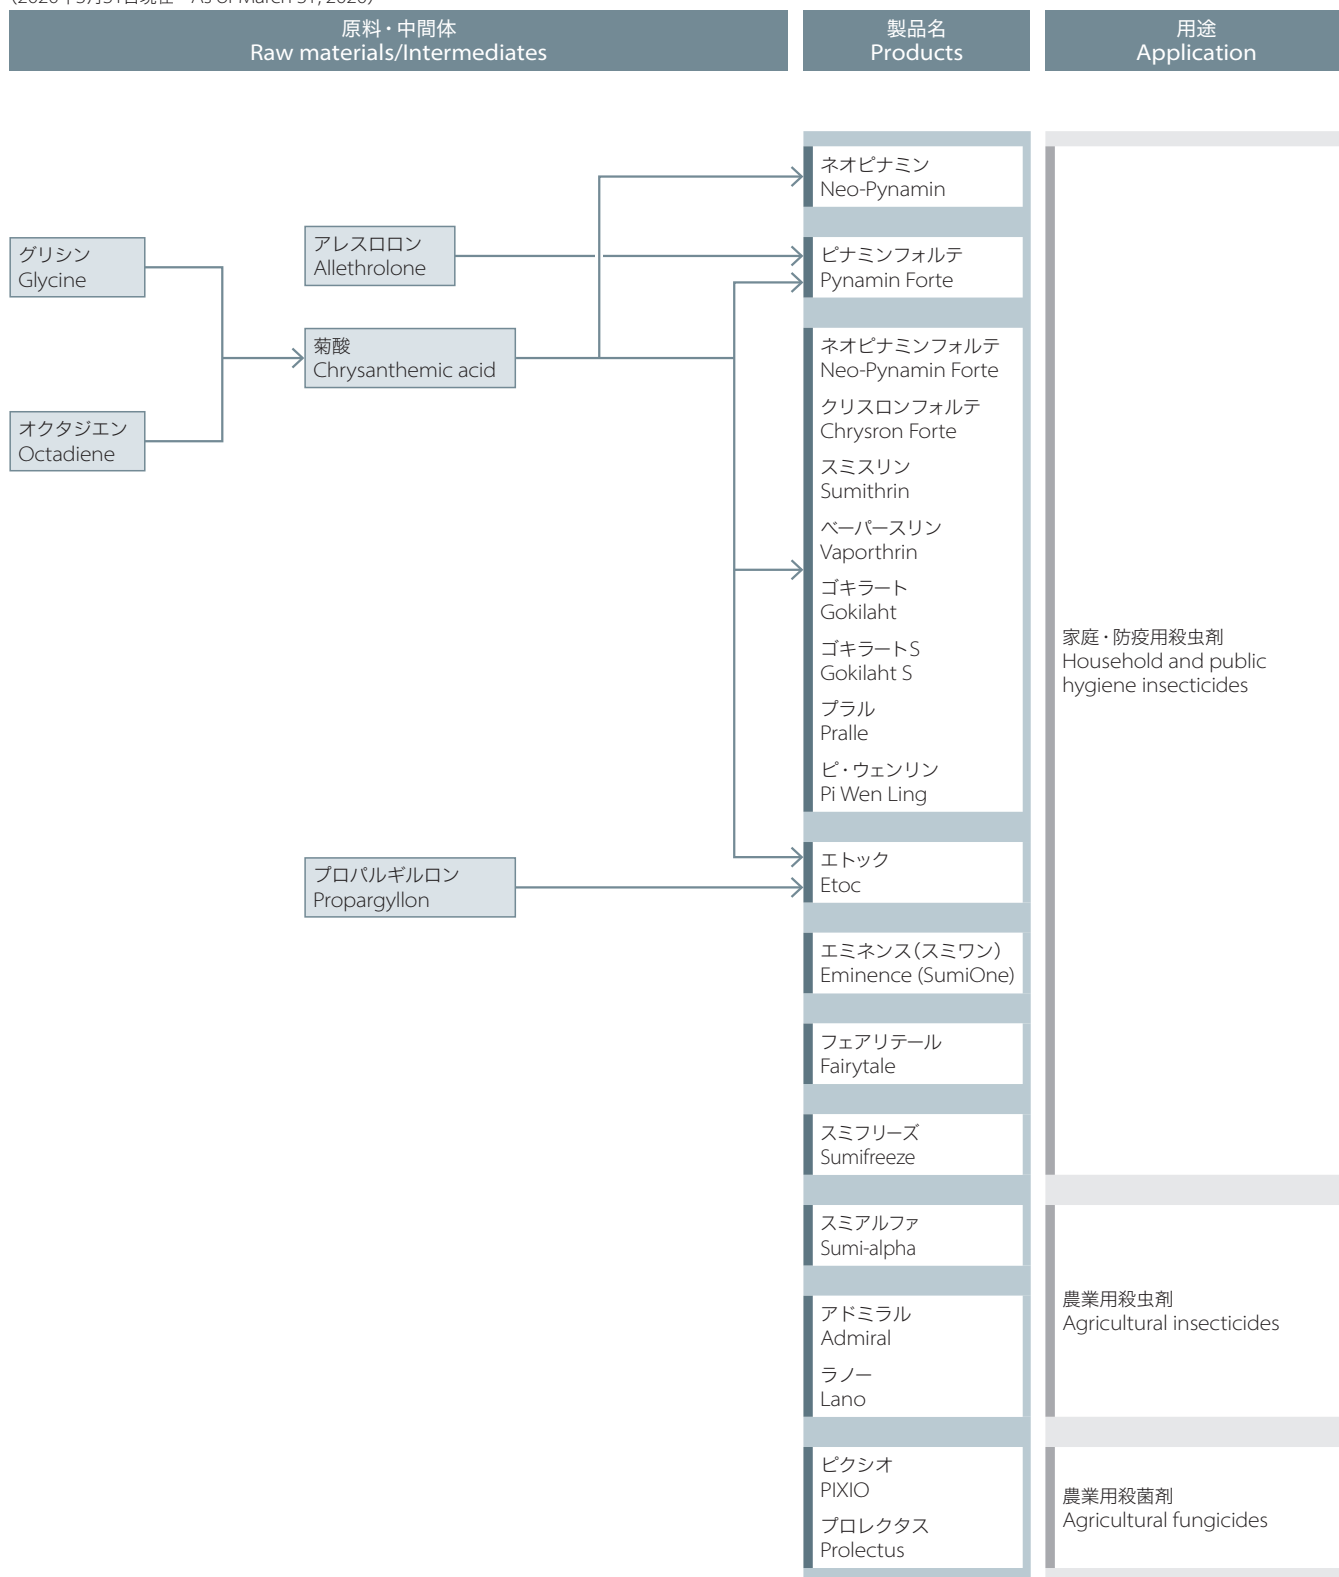 原料・中間体
Raw materials/Intermediates
製品名
Products
用途
Application
ネオピナミン
Neo-Pynamin
グリシン
Glycine
アレスロロン
Allethrolone
ピナミンフォルテ
Pynamin Forte
菊酸
Chrysanthemic acid
オクタジエン
Octadiene
ネオピナミンフォルテ
Neo-Pynamin Forte
クリスロンフォルテ
Chrysron Forte
スミスリン
Sumithrin
ベーパースリン
Vaporthrin
ゴキラート
Gokilaht
ゴキラートS
Gokilaht S
プラル
Pralle
ピ・ウェンリン
Pi Wen Ling
家庭・防疫用殺虫剤
Household and public
hygiene insecticides
プロパルギルロン
Propargyllon
エトック
Etoc
エミネンス（スミワン）
Eminence (SumiOne)
フェアリテール
Fairytale
スミフリーズ
Sumifreeze
スミアルファ
Sumi-alpha
アドミラル
Admiral
ラノー
Lano
農業用殺虫剤
Agricultural insecticides
ピクシオ
PIXIO
プロレクタス
Prolectus
農業用殺菌剤
Agricultural fungicides